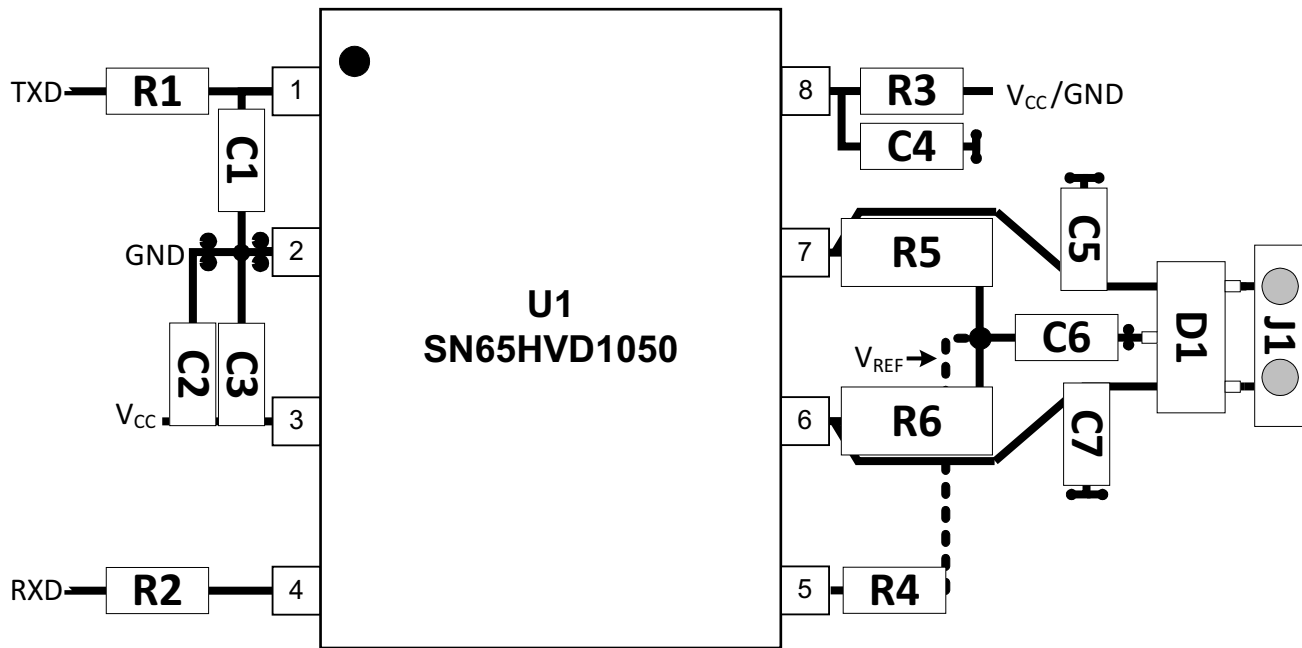 TXD
R1
1
C1
GND
2
C2
C3
VCC
3
RXD
R2
4
U1
SN65HVD1050
8
R3
VCC/GND
C4
7
R5
C5
VREF
C6
D1
J1
6
R6
C7
5
R4